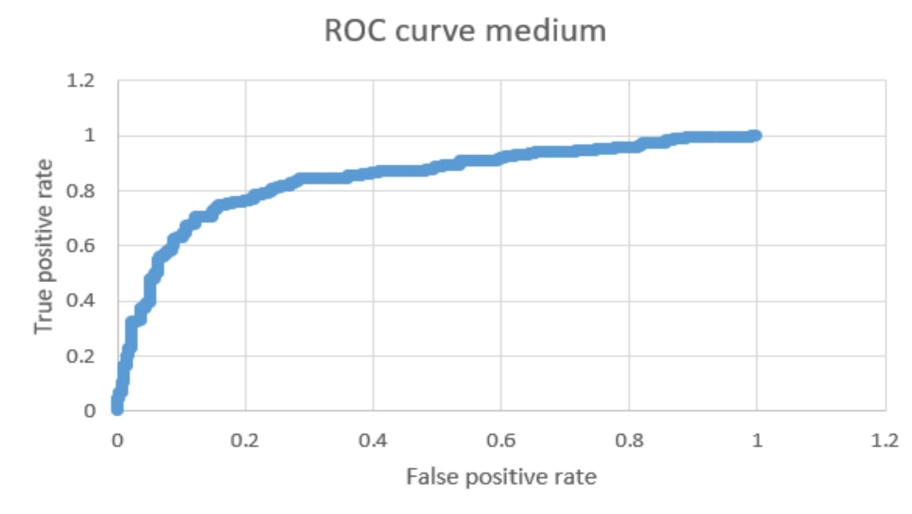 ROC curve medium
1.2
1
0.8
0.6
0.4
0.2
0
True positive rate
0 0.2 0.4 0.6 0.8 1 1.2
False positive rate